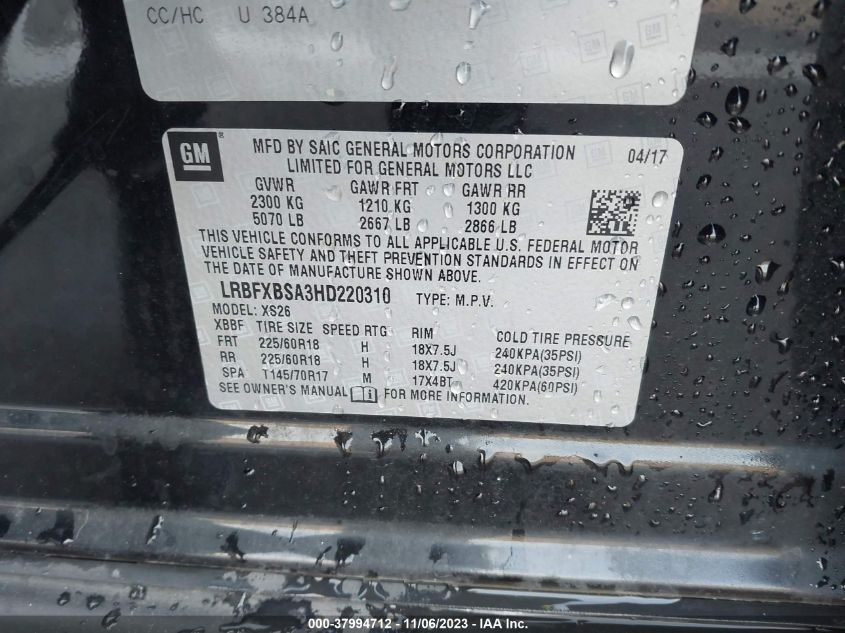 CC/HC U 384A
GM
GM
GM
GM
GM ® MFD BY SAIC GENERAL MOTORS CORPORATION 04/17
LIMITED FOR GENERAL MOTORS LLC
GVWR GAWR FRT GAWR RR
2300 KG 1210 KG 1300 KG
5070 LB 2667 LB 2866 LB
THIS VEHICLE CONFORMS TO ALL APPLICABLE U.S. FEDERAL MOTOR
VEHICLE SAFETY AND THEFT PREVENTION STANDARDS IN EFFECT ON
THE DATE OF MANUFACTURE SHOWN ABOVE.
LRBFXBSA3HD220310 TYPE: M.P.V.
MODEL: XS26
XBBF TIRE SIZE SPEED RTG RIM COLD TIRE PRESSURE
FRT 225/60R18 H 18X7.5J 240KPA(35PSI)
RR 225/60R18 H 18X7.5J 240KPA(35PSI)
SPA T145/70R17 M 17X4BT 420KPA(60PSI)
SEE OWNER'S MANUAL FOR MORE INFORMATION.
000-37994712 - 11/06/2023 - IAA Inc.